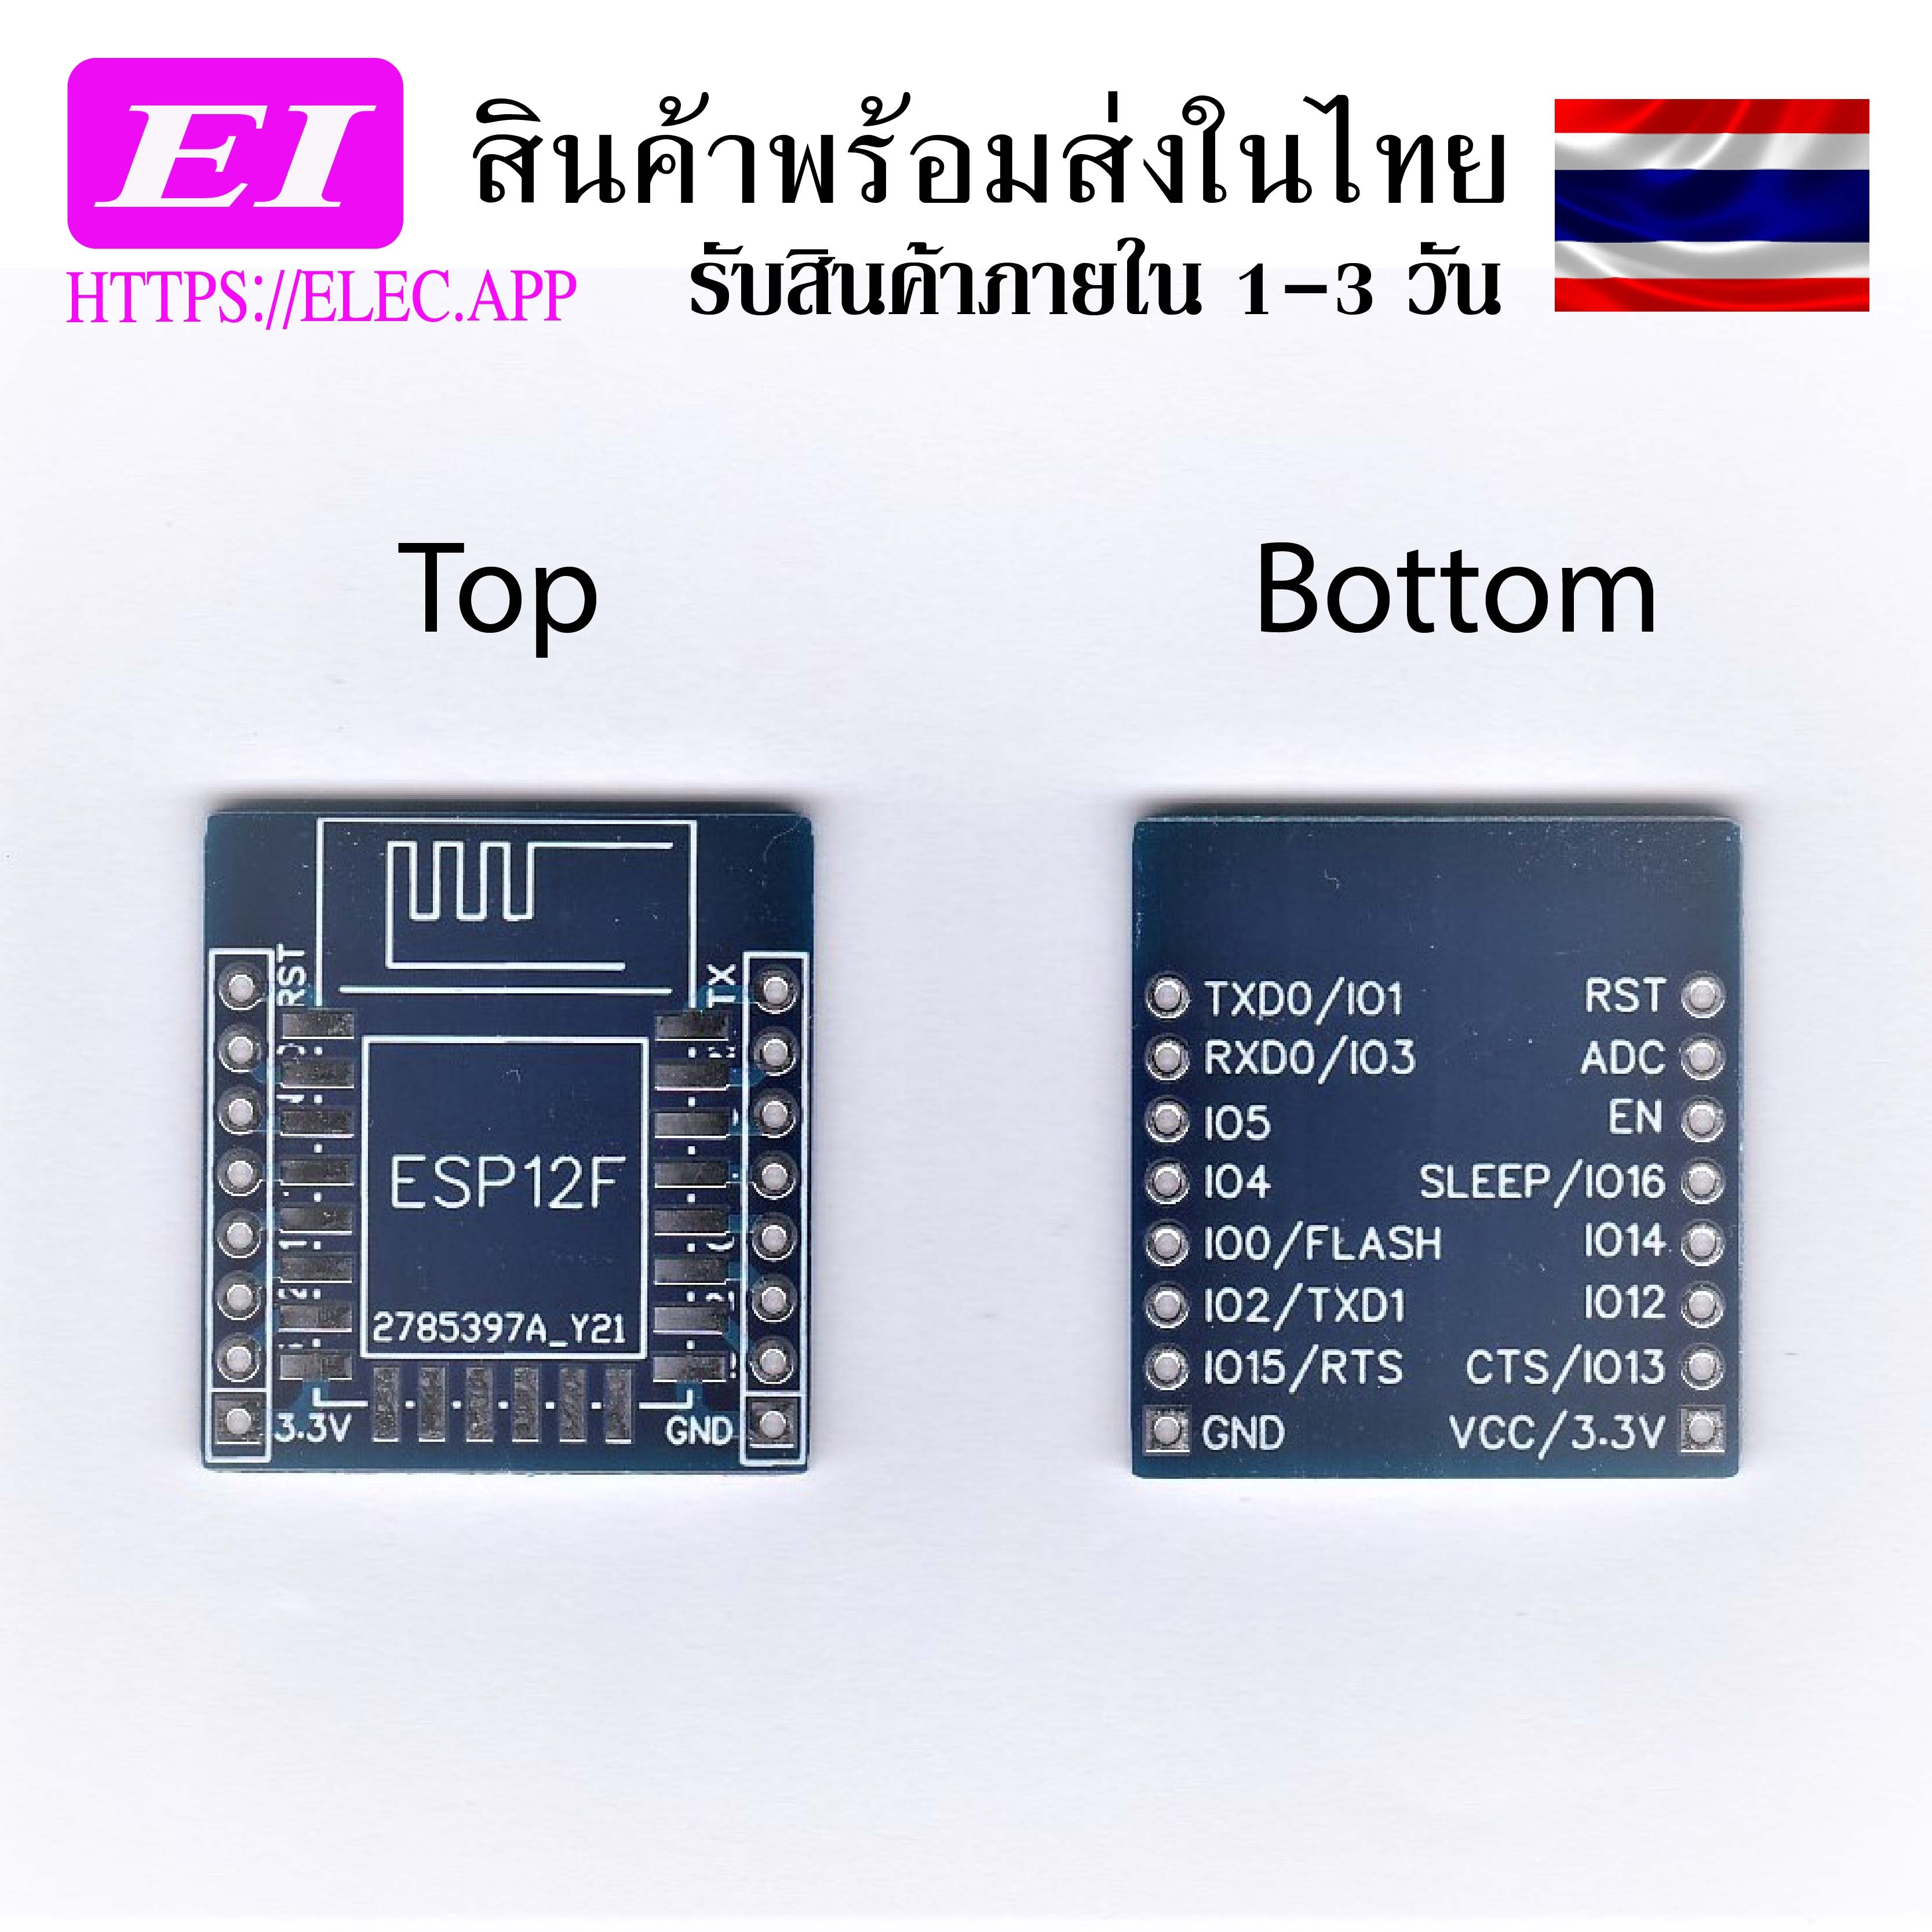 EI
สินค้าพร้อมส่งในไทย
HTTPS://ELEC.APP
รับสินค้าภายใน 1-3 วัน
Top
Bottom
RST
TX
ESP12F
2785397A_Y21
3.3V
GND
TXD0/IO1
RST
RXD0/IO3
ADC
IO5
EN
IO4
SLEEP/IO16
IO0/FLASH
IO14
IO2/TXD1
IO12
IO15/RTS
CTS/IO13
GND
VCC/3.3V